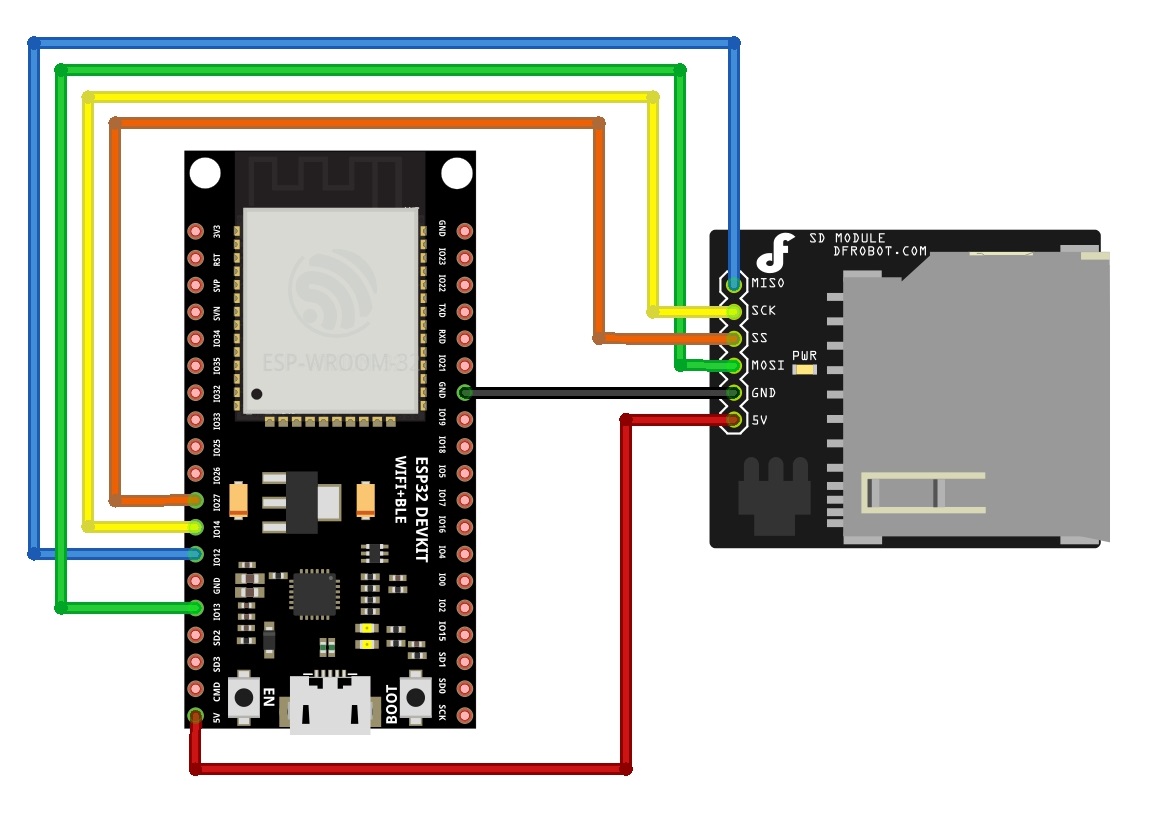 3V3
RST
SVP
SVN
IO34
IO35
IO32
IO33
IO25
IO26
IO27
IO14
IO12
GND
IO13
SD2
SD3
CMD
5V
ESP-WROOM-32
GND
IO23
IO22
TXD
RXD
IO21
GND
IO19
IO18
IO5
IO17
IO16
IO4
IO0
IO2
IO15
SD1
SD0
SCK
ESP32 DEVKIT
WIFI+BLE
EN
BOOT
SD MODULE
DFROBOT.COM
MISO
SCK
SS
MOSI
GND
5V
PWR